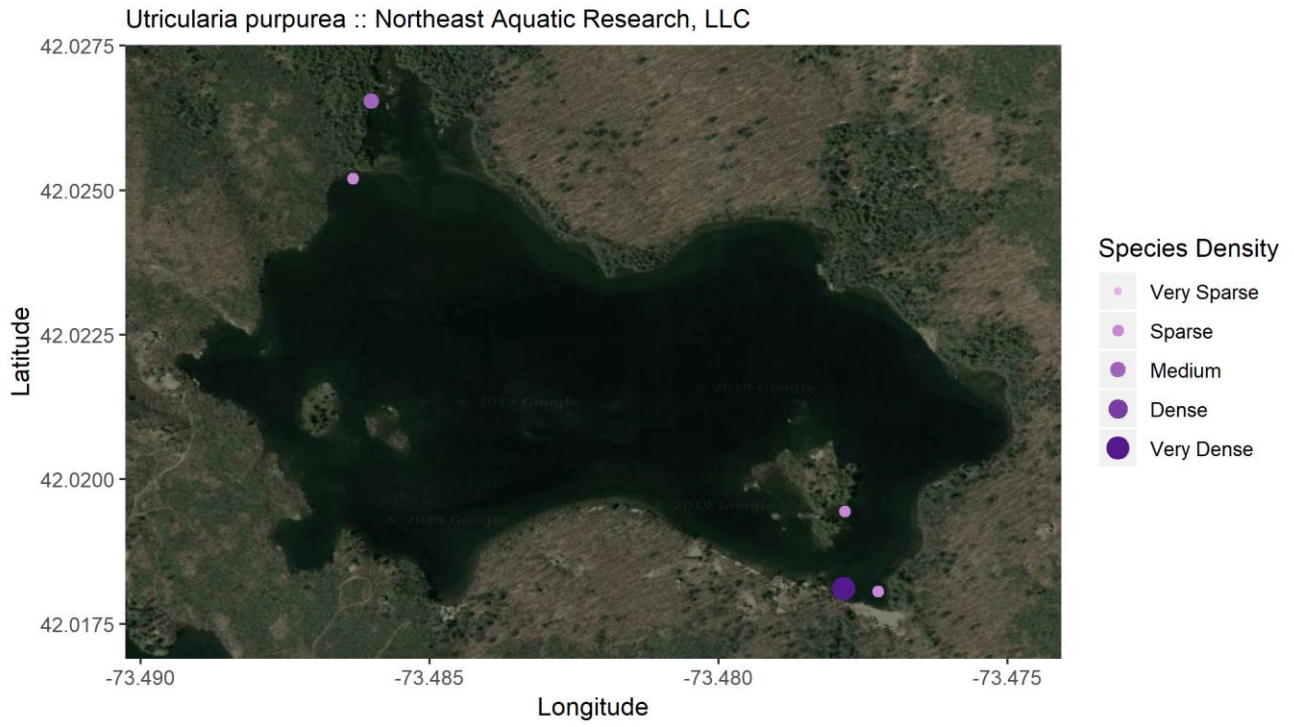 Utricularia purpurea :: Northeast Aquatic Research, LLC
42.0275
42.0250
42.0225
42.0200
42.0175
Latitude
© 2019 Google
© 2019 Google
2019 Google
© 2019 Google
-73.490
-73.485
-73.480
-73.475
Longitude
Species Density
Very Sparse
Sparse
Medium
Dense
Very Dense